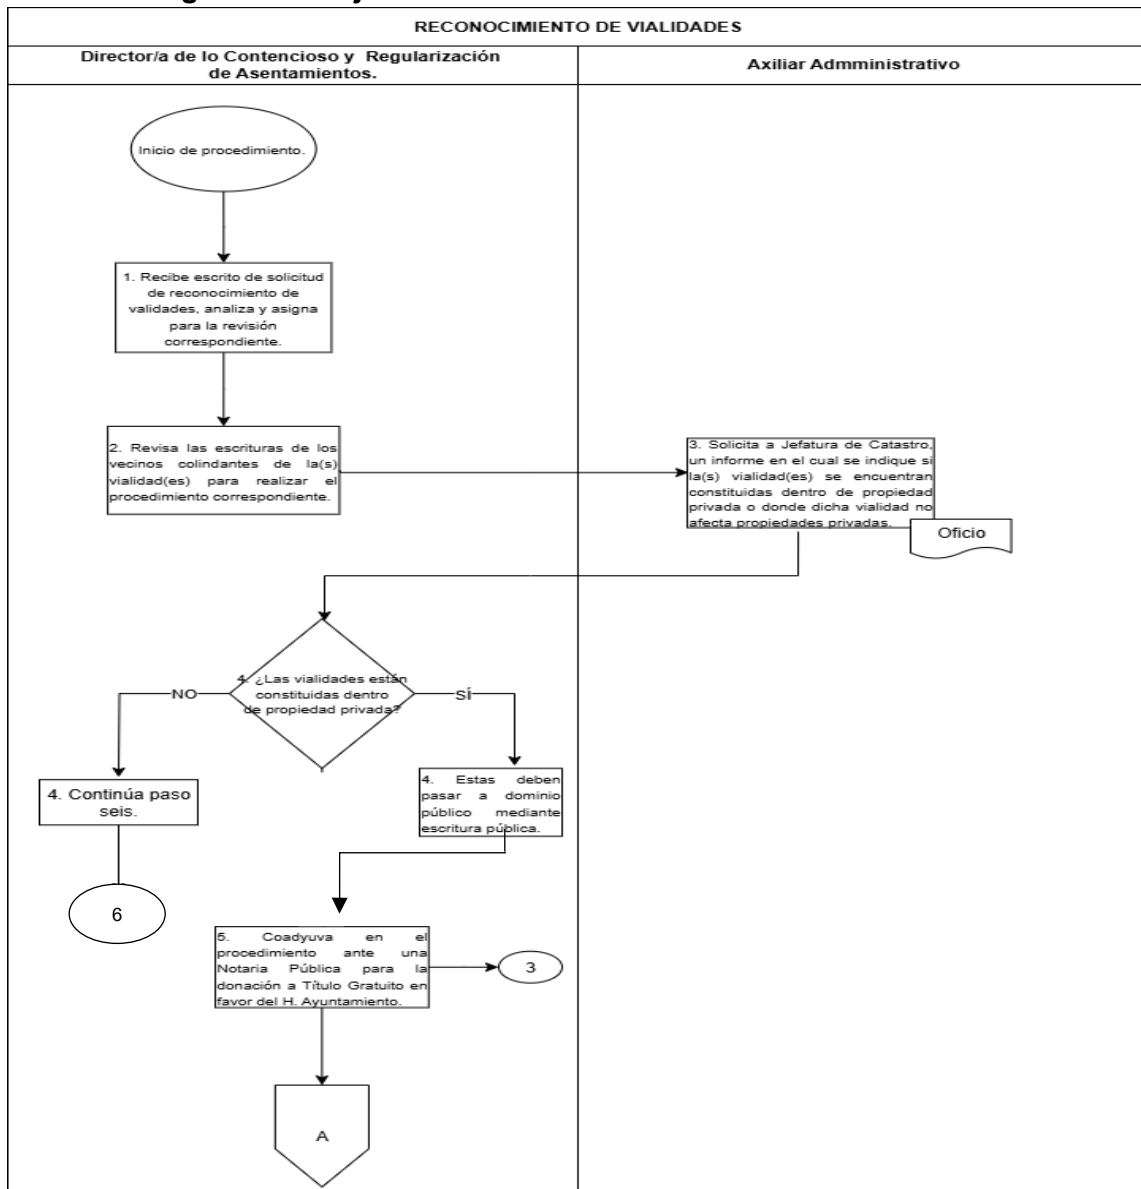 RECONOCIMIENTO DE VIALIDADES
Director/a de lo Contencioso y Regularización
de Asentamientos.
Axiliar Admministrativo
Inicio de procedimiento.
1. Recibe escrito de solicitud
de reconocimiento de
validades, analiza y asigna
para la revisión
correspondiente.
2. Revisa las escrituras de los
vecinos colindantes de la(s)
vialidad(es) para realizar el
procedimiento correspondiente.
3. Solicita a Jefatura de Catastro,
un informe en el cual se indique si
la(s) vialidad(es) se encuentran
constituidas dentro de propiedad
privada o donde dicha vialidad no
afecta propiedades privadas.
Oficio
4. ¿Las vialidades están
constituidas dentro
de propiedad privada?
NO
SÍ
4. Continúa paso
seis.
4. Estas deben
pasar a dominio
público mediante
escritura pública.
6
5. Coadyuva en el
procedimiento ante una
Notaria Pública para la
donación a Título Gratuito en
favor del H. Ayuntamiento.
3
A